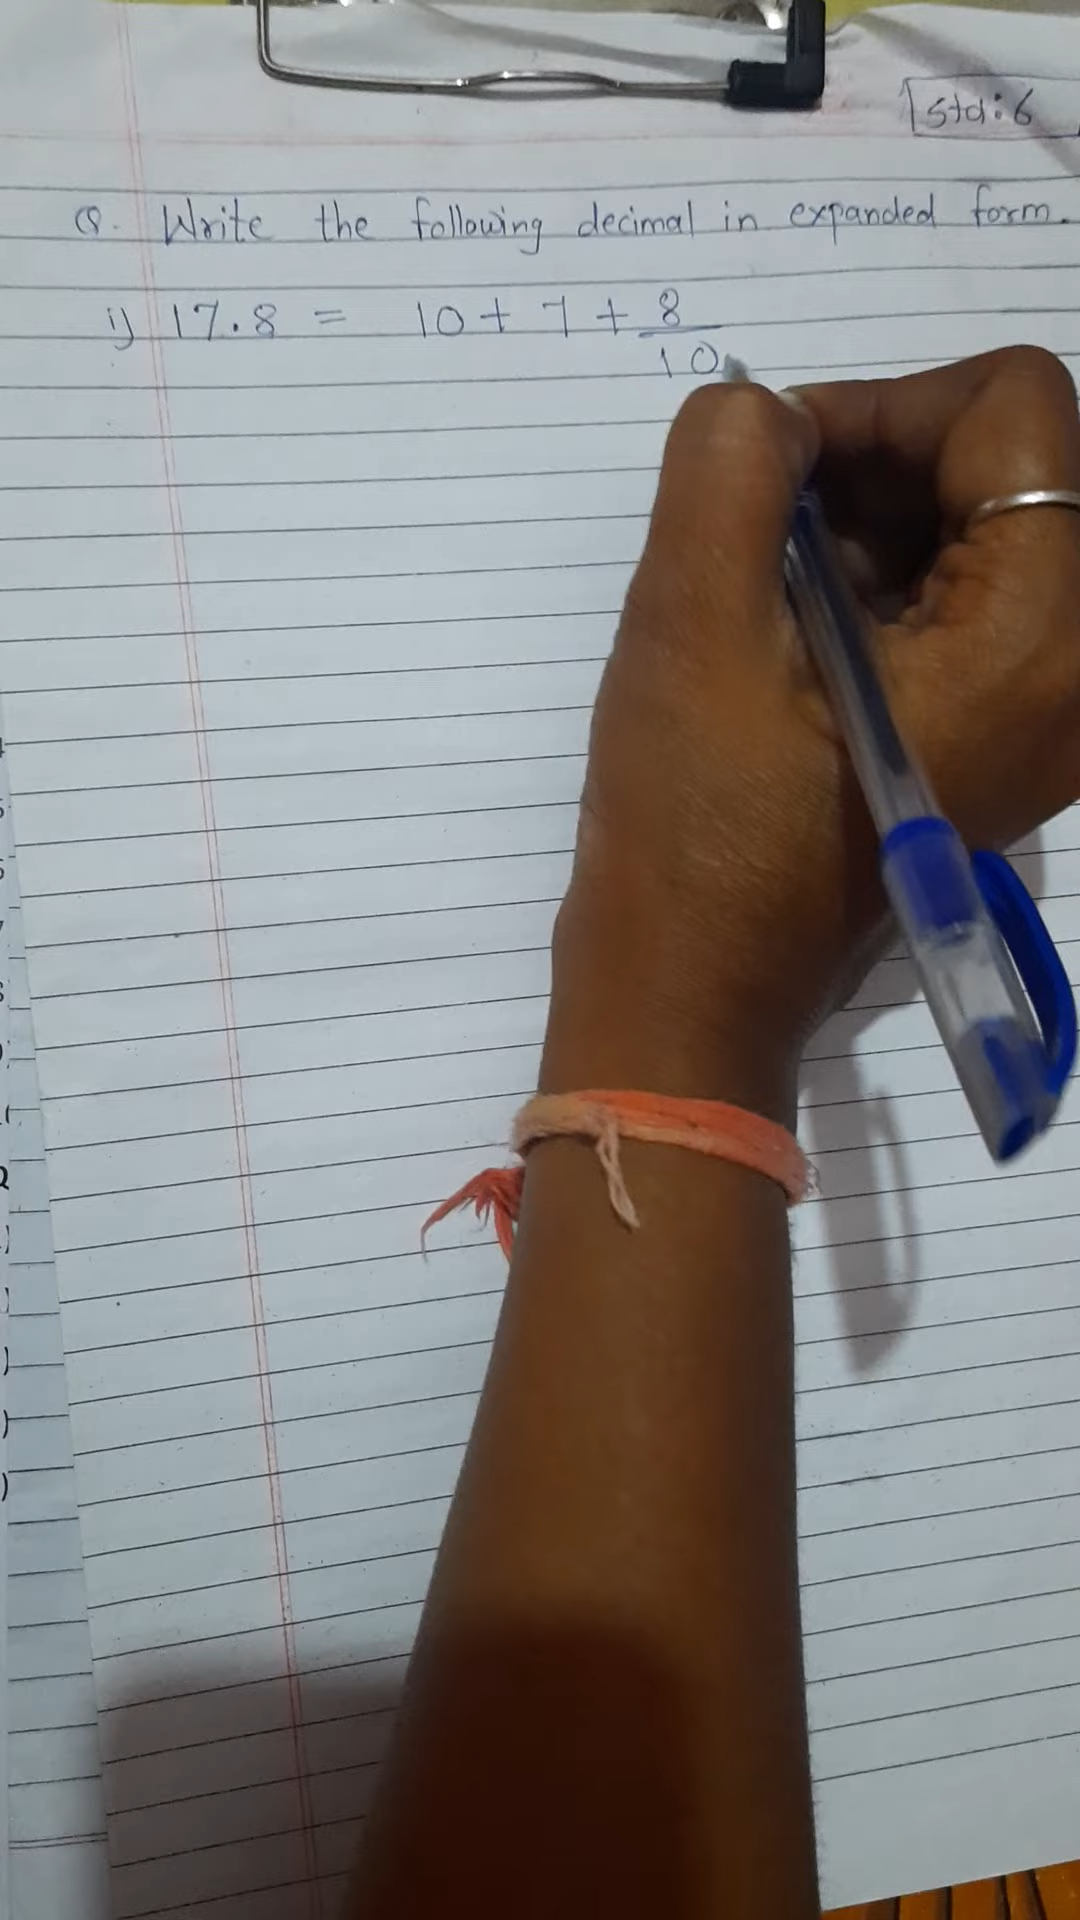 Std: 6
Q. Write the following decimal in expanded form.
i) 17.8 = 10 + 7 + 8/10